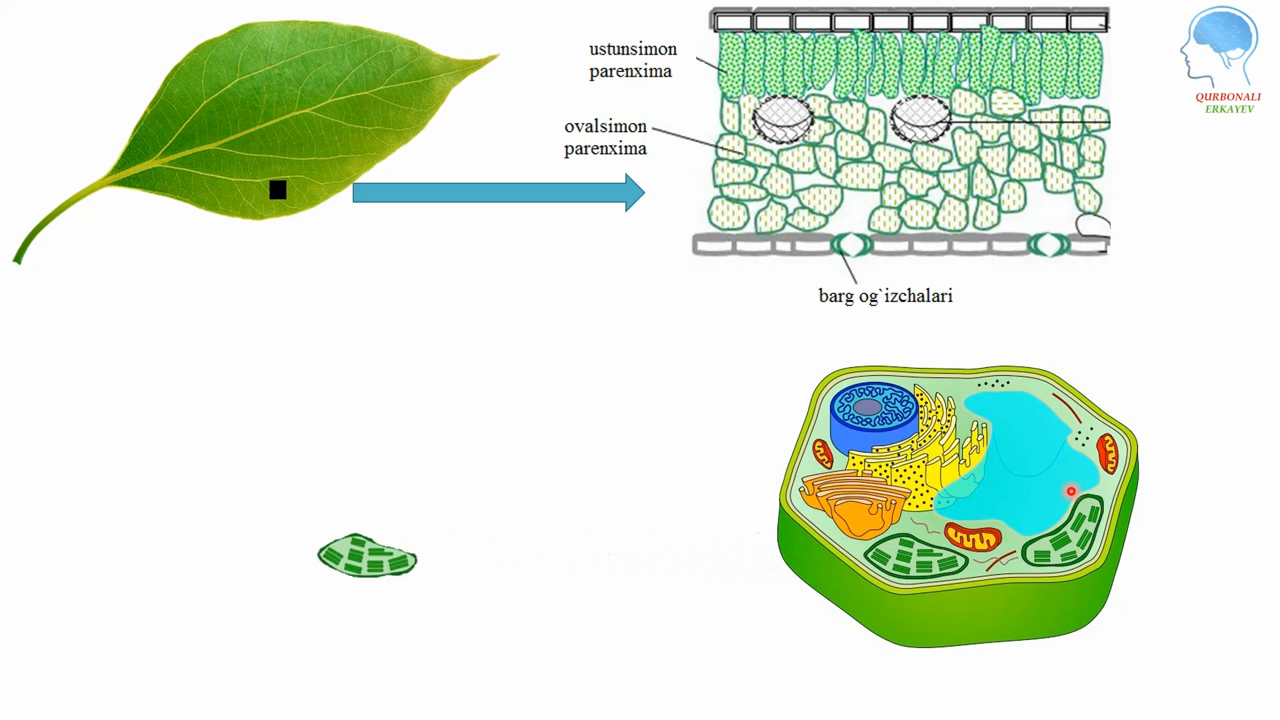 ustunsimon
parenxima
ovalsimon
parenxima
barg og`izchalari
QURBONALI
ERKAYEV